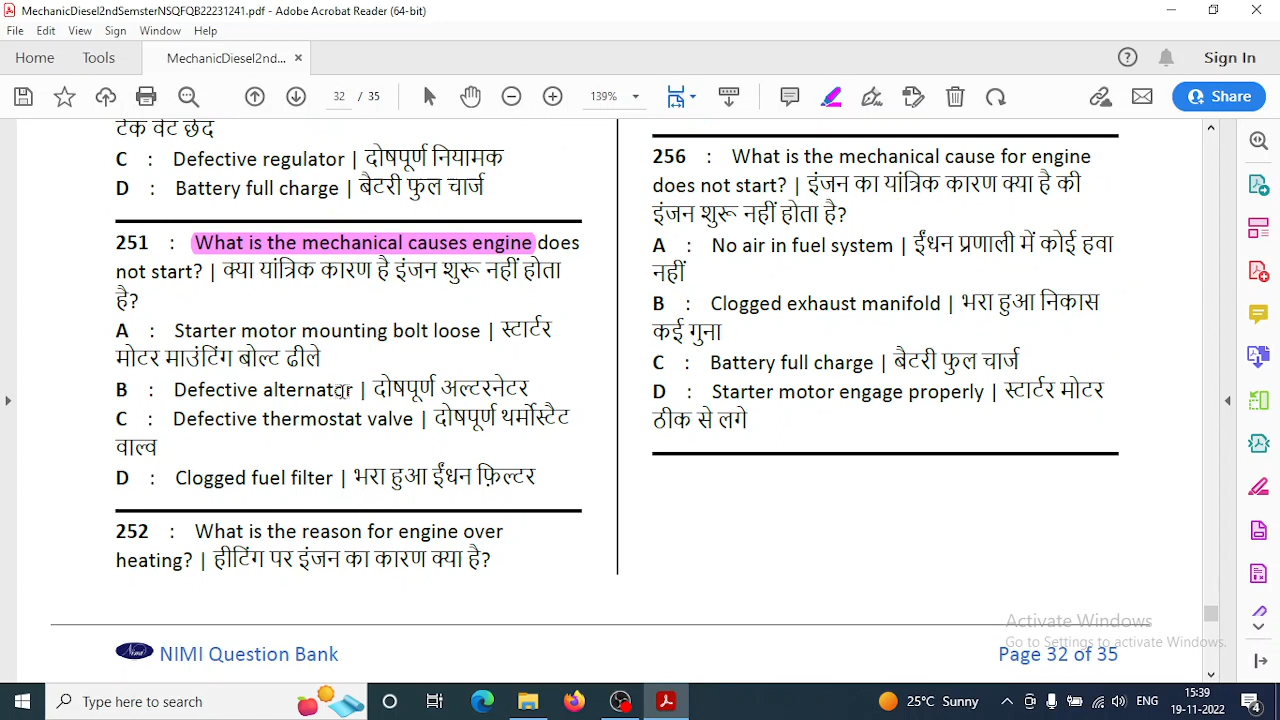 MechanicDiesel2ndSemsterNSQFQB22231241.pdf - Adobe Acrobat Reader (64-bit)
File Edit View Sign Window Help
Home Tools MechanicDiesel2nd... × Sign In
32 / 35 139% Share
टेक वेट छेद
C : Defective regulator | दोषपूर्ण नियामक
D : Battery full charge | बैटरी फुल चार्ज
251 : What is the mechanical causes engine does
not start? | क्या यांत्रिक कारण है इंजन शुरू नहीं होता
है?
A : Starter motor mounting bolt loose | स्टार्टर
मोटर माउंटिंग बोल्ट ढीले
B : Defective alternator | दोषपूर्ण अल्टरनेटर
C : Defective thermostat valve | दोषपूर्ण थर्मोस्टैट
वाल्व
D : Clogged fuel filter | भरा हुआ ईंधन फ़िल्टर
252 : What is the reason for engine over
heating? | हीटिंग पर इंजन का कारण क्या है?
256 : What is the mechanical cause for engine
does not start? | इंजन का यांत्रिक कारण क्या है की
इंजन शुरू नहीं होता है?
A : No air in fuel system | ईंधन प्रणाली में कोई हवा
नहीं
B : Clogged exhaust manifold | भरा हुआ निकास
कई गुना
C : Battery full charge | बैटरी फुल चार्ज
D : Starter motor engage properly | स्टार्टर मोटर
ठीक से लगे
Activate Windows
Go to Settings to activate Windows.
Nimi NIMI Question Bank
Page 32 of 35
Type here to search
25°C Sunny
ENG
15:39
19-11-2022
4